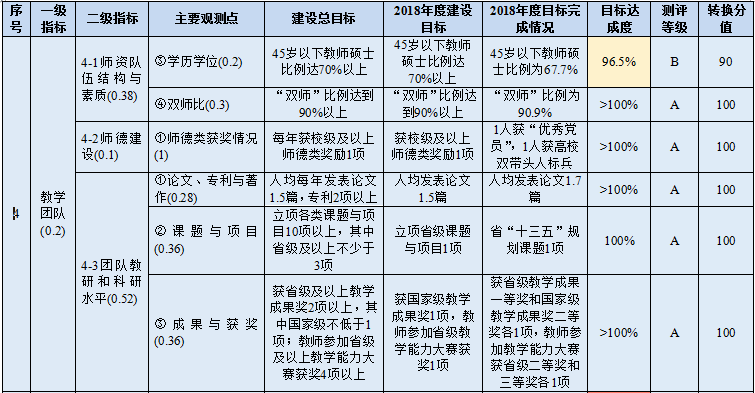 序号
一级指标
二级指标
主要观测点
建设总目标
2018年度建设目标
2018年度目标完成情况
目标达成度
测评等级
转换分值
教学团队(0.2)
4-1师资队伍结构与素质(0.38)
③学历学位(0.2)
45岁以下教师硕士比例达70%以上
45岁以下教师硕士比例达70%以上
45岁以下教师硕士比例为67.7%
96.5%
B
90
④双师比(0.3)
“双师”比例达到90%以上
“双师”比例达到90%以上
“双师”比例为90.9%
>100%
A
100
4-2师德建设(0.1)
①师德类获奖情况(1)
每年获校级及以上师德类奖励1项
获校级及以上师德类奖励1项
1人获“优秀党员”，1人获高校双带头人标兵
>100%
A
100
4-3团队教研和科研水平(0.52)
①论文、专利与著作(0.28)
人均每年发表论文1.5篇，专利2项以上
人均发表论文1.5篇
人均发表论文1.7篇
>100%
A
100
②课题与项目(0.36)
立项各类课题与项目10项以上，其中省级及以上不少于3项
立项省级课题与项目1项
省“十三五”规划课题1项
100%
A
100
③成果与获奖(0.36)
获省级及以上教学成果奖2项以上，其中国家级不低于1项；教师参加省级及以上教学能力大赛获奖4项以上
获国家级教学成果奖1项，教师参加省级教学能力大赛获奖1项
获省级教学成果一等奖和国家级教学成果奖二等奖各1项，教师参加教学能力大赛获省级二等奖和三等奖各1项
>100%
A
100